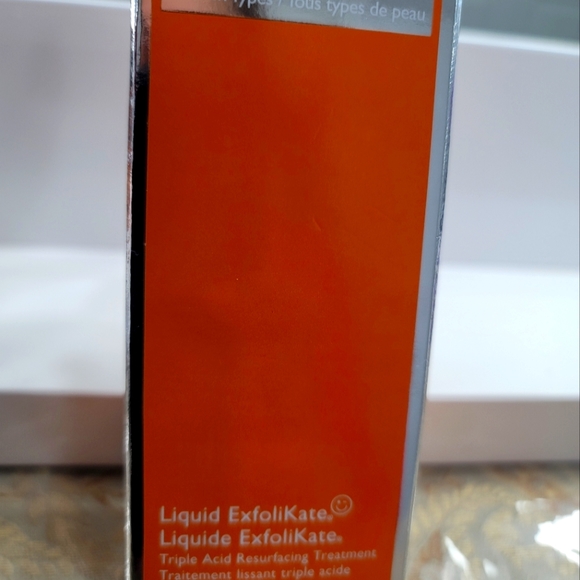 Types / Tous types de peau
Liquid ExfoliKate.®
Liquide ExfoliKate.
Triple Acid Resurfacing Treatment
Traitement lissant triple acide